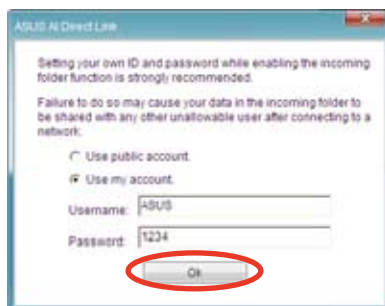 ASUS AI Direct Link
Setting your own ID and password while enabling the incoming
folder function is strongly recommended.
Failure to do so may cause your data in the incoming folder to
be shared with any other unallowable user after connecting to a
network.
Use public account.
Use my account.
Username: ASUS
Password: 1234
Ok